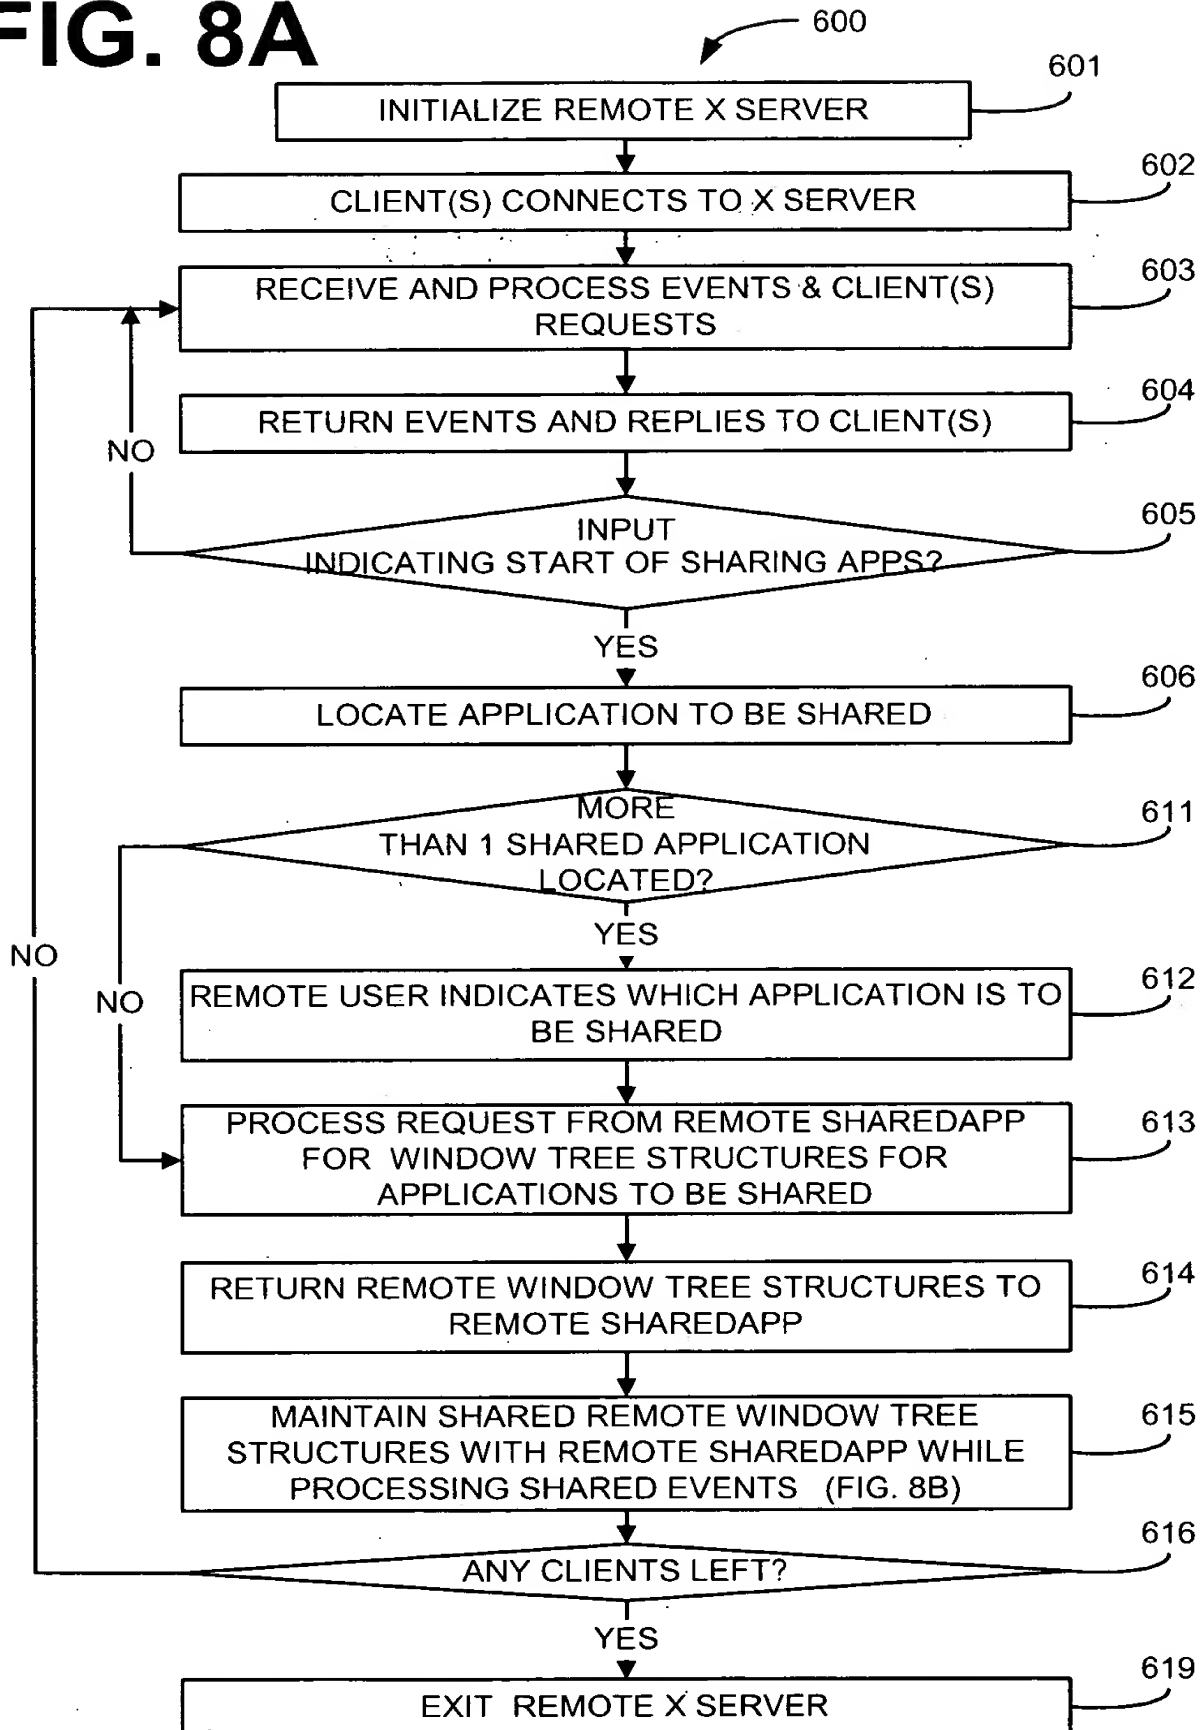 FIG. 8A
600
601
INITIALIZE REMOTE X SERVER
602
CLIENT(S) CONNECTS TO X SERVER
603
RECEIVE AND PROCESS EVENTS & CLIENT(S)
REQUESTS
604
RETURN EVENTS AND REPLIES TO CLIENT(S)
NO
605
INPUT
INDICATING START OF SHARING APPS?
YES
606
LOCATE APPLICATION TO BE SHARED
611
MORE
THAN 1 SHARED APPLICATION
LOCATED?
YES
NO
NO
612
REMOTE USER INDICATES WHICH APPLICATION IS TO
BE SHARED
613
PROCESS REQUEST FROM REMOTE SHAREDAPP
FOR WINDOW TREE STRUCTURES FOR
APPLICATIONS TO BE SHARED
614
RETURN REMOTE WINDOW TREE STRUCTURES TO
REMOTE SHAREDAPP
615
MAINTAIN SHARED REMOTE WINDOW TREE
STRUCTURES WITH REMOTE SHAREDAPP WHILE
PROCESSING SHARED EVENTS (FIG. 8B)
616
ANY CLIENTS LEFT?
YES
619
EXIT REMOTE X SERVER